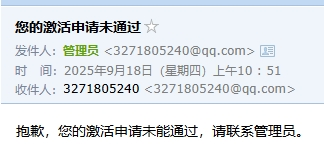 您的激活申请未通过☆
发件人：管理员 <3271805240@qq.com>
时　间：2025年9月18日（星期四）上午10：51
收件人：3271805240 <3271805240@qq.com>
抱歉，您的激活申请未能通过，请联系管理员。